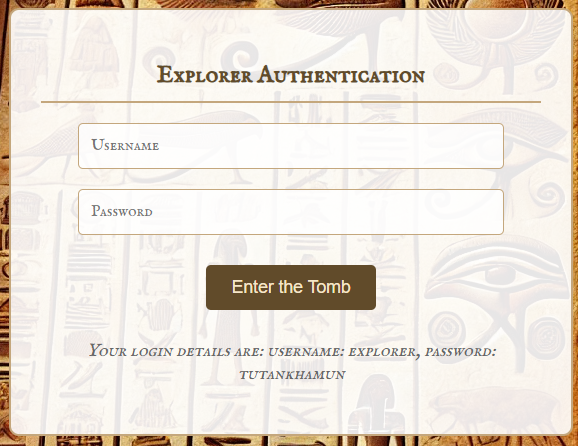 Explorer Authentication
Username
Password
Enter the Tomb
Your login details are: username: explorer, password:
tutankhamun